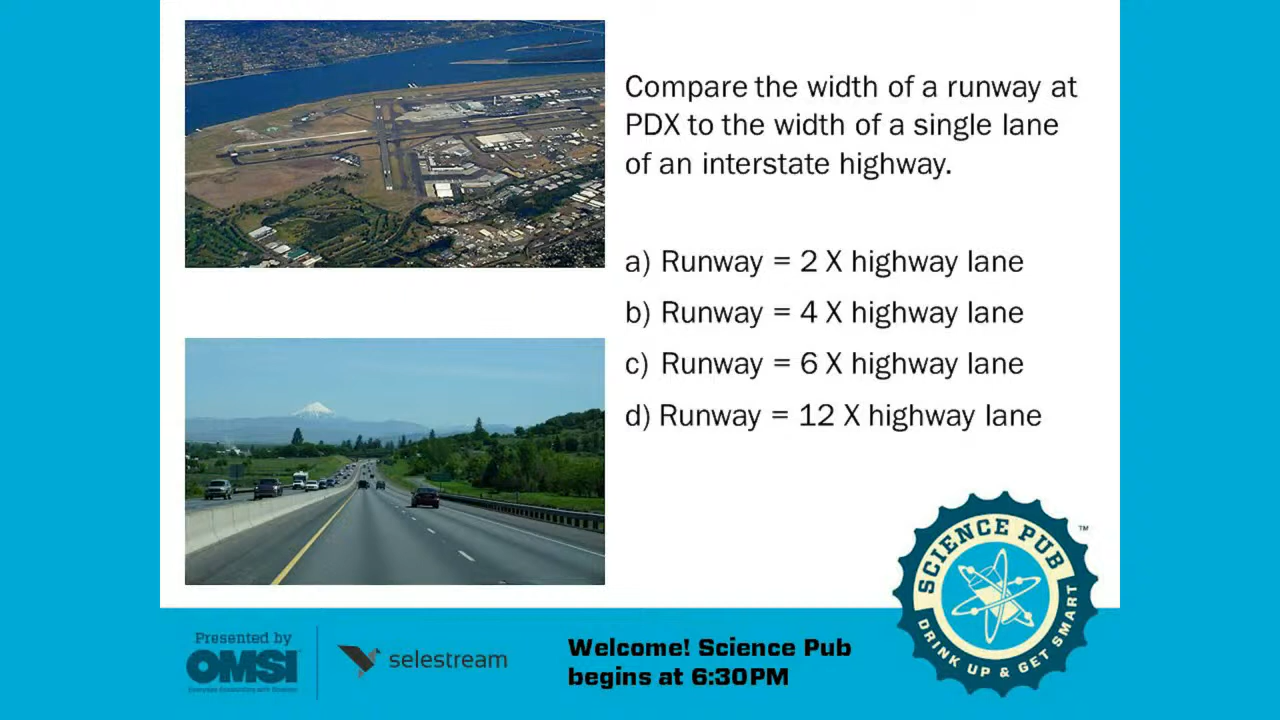 Compare the width of a runway at
PDX to the width of a single lane
of an interstate highway.
a) Runway = 2 X highway lane
b) Runway = 4 X highway lane
c) Runway = 6 X highway lane
d) Runway = 12 X highway lane
SCIENCE PUB
DRINK UP & GET SMART
™
Presented by
OMSI
selestream
Welcome! Science Pub
begins at 6:30PM